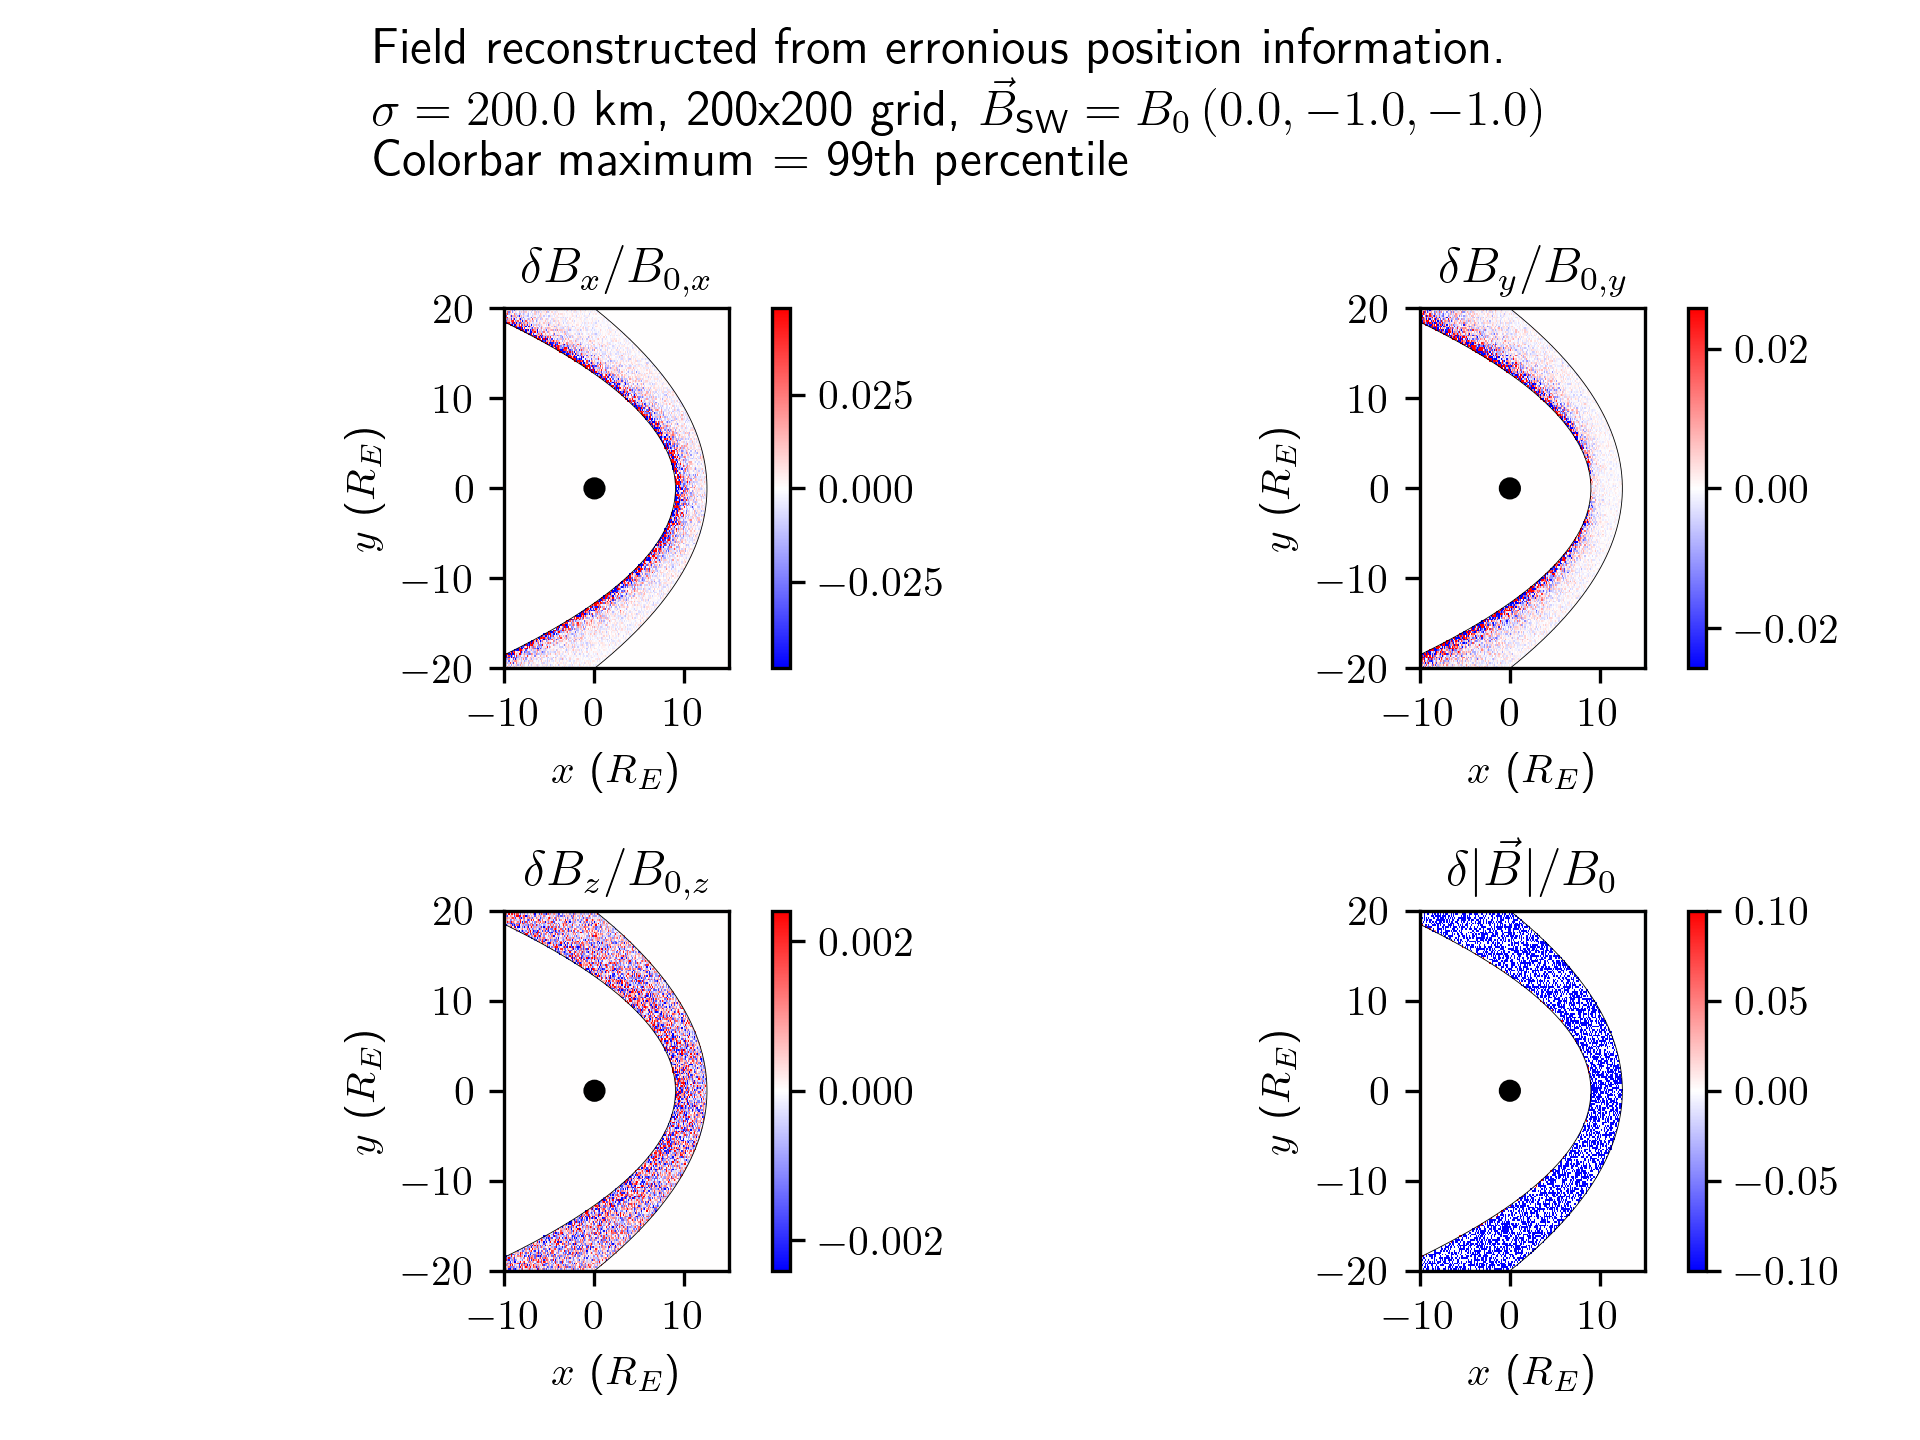 Field reconstructed from erronious position information.
σ = 200.0 km, 200x200 grid, B⃗_SW = B₀ (0.0, −1.0, −1.0)
Colorbar maximum = 99th percentile
δBₓ/B₀,ₓ
20
10
0
−10
−20
y (R_E)
−10 0 10
x (R_E)
0.025
0.000
−0.025
δB_y/B_0,y
20
10
0
−10
−20
y (R_E)
−10 0 10
x (R_E)
0.02
0.00
−0.02
δB_z/B_0,z
20
10
0
−10
−20
y (R_E)
−10 0 10
x (R_E)
0.002
0.000
−0.002
δ|B⃗|/B₀
20
10
0
−10
−20
y (R_E)
−10 0 10
x (R_E)
0.10
0.05
0.00
−0.05
−0.10